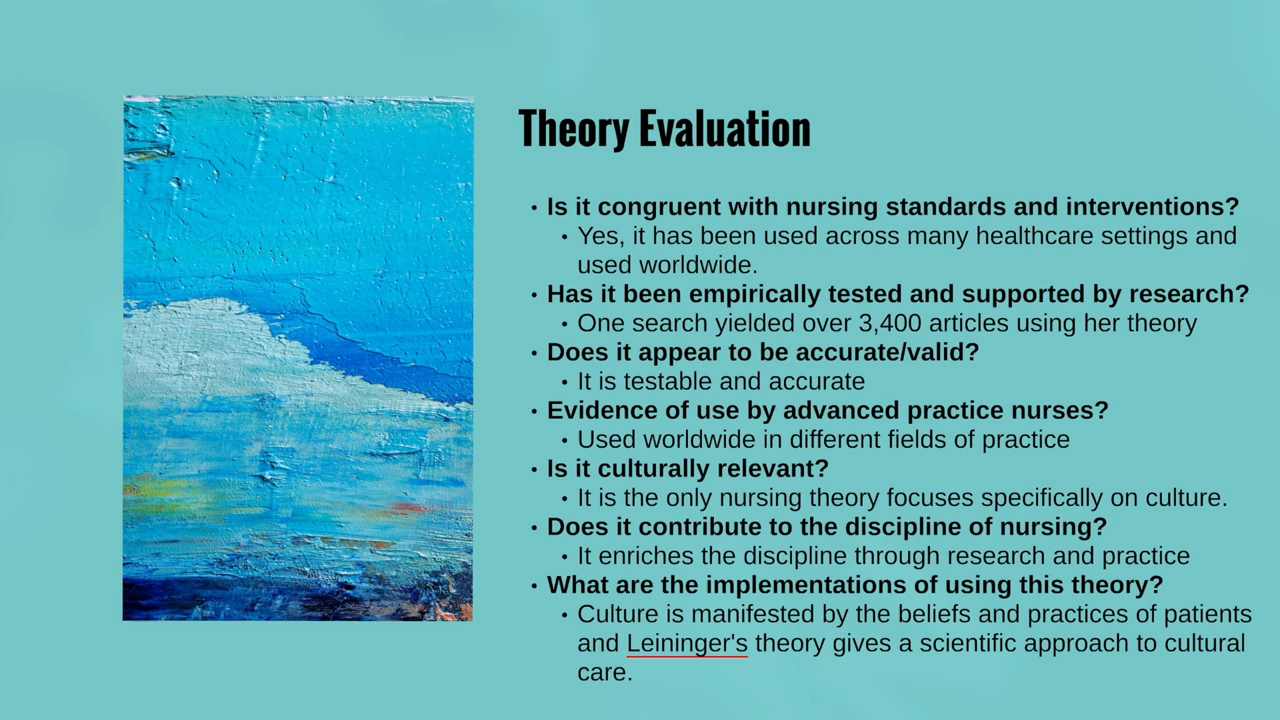 Theory Evaluation
• Is it congruent with nursing standards and interventions?
• Yes, it has been used across many healthcare settings and
used worldwide.
• Has it been empirically tested and supported by research?
• One search yielded over 3,400 articles using her theory
• Does it appear to be accurate/valid?
• It is testable and accurate
• Evidence of use by advanced practice nurses?
• Used worldwide in different fields of practice
• Is it culturally relevant?
• It is the only nursing theory focuses specifically on culture.
• Does it contribute to the discipline of nursing?
• It enriches the discipline through research and practice
• What are the implementations of using this theory?
• Culture is manifested by the beliefs and practices of patients
and Leininger's theory gives a scientific approach to cultural
care.